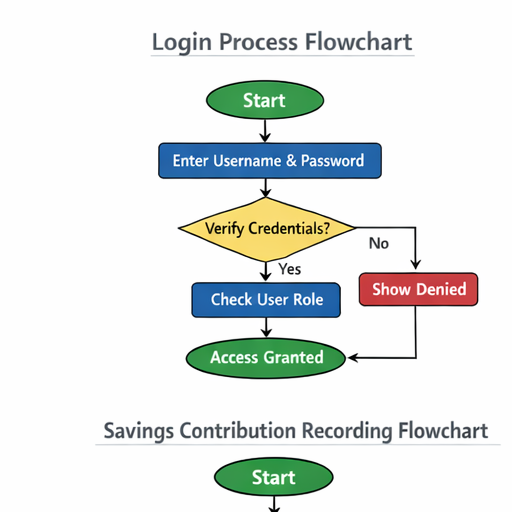 Login Process Flowchart
Start
Enter Username & Password
Verify Credentials?
No
Yes
Check User Role
Show Denied
Access Granted
Savings Contribution Recording Flowchart
Start